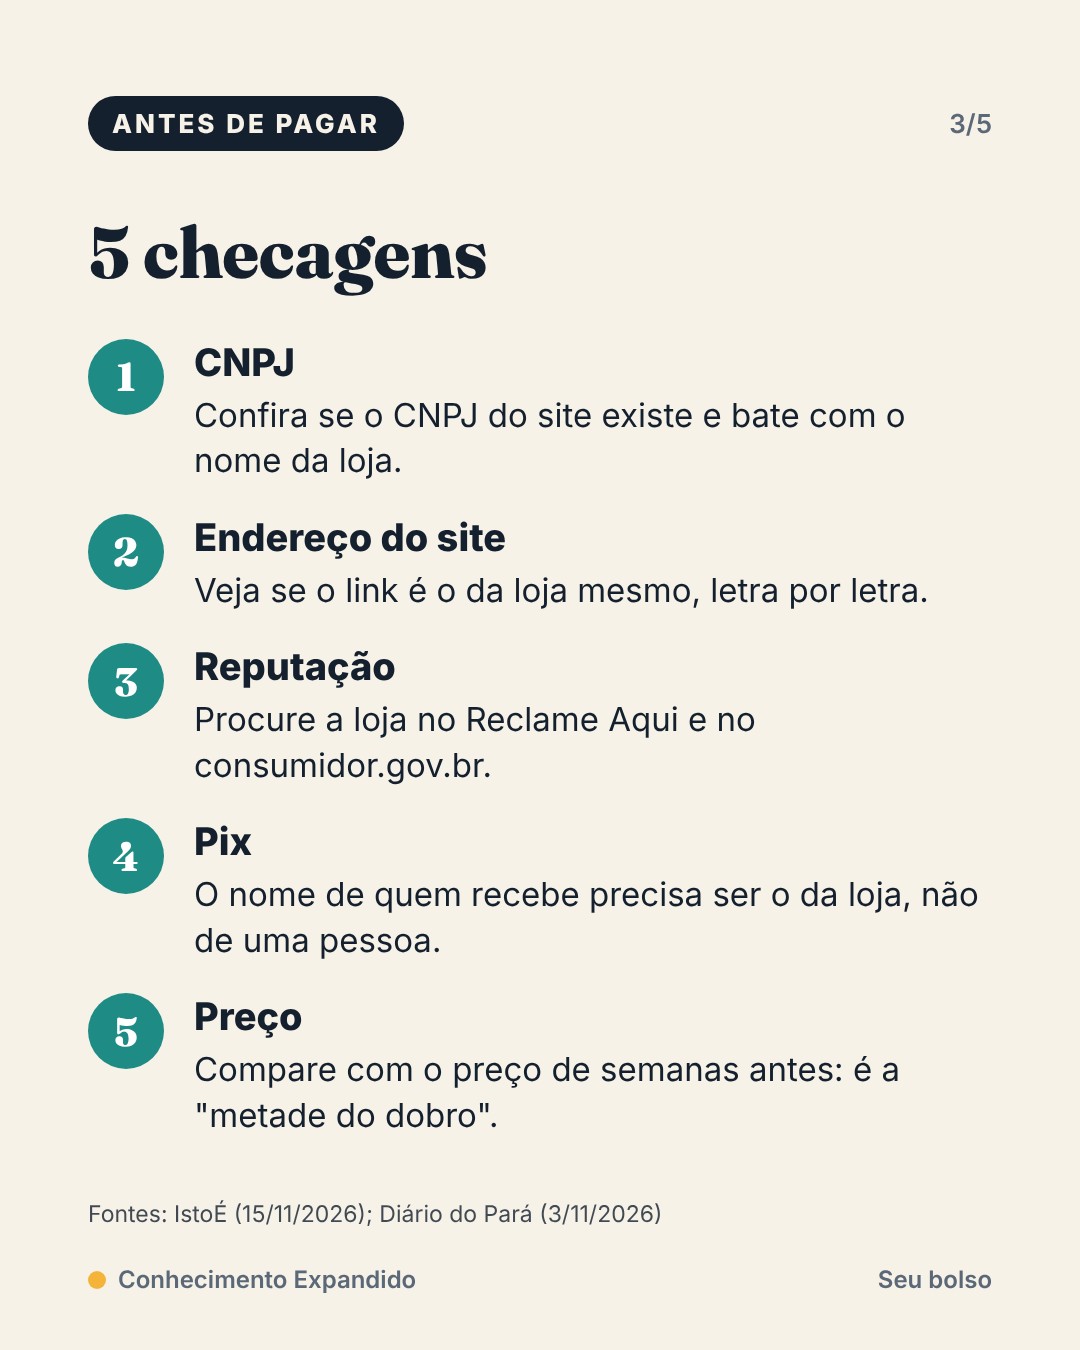 ANTES DE PAGAR
3/5
5 checagens
1
CNPJ
Confira se o CNPJ do site existe e bate com o
nome da loja.
2
Endereço do site
Veja se o link é o da loja mesmo, letra por letra.
3
Reputação
Procure a loja no Reclame Aqui e no
consumidor.gov.br.
4
Pix
O nome de quem recebe precisa ser o da loja, não
de uma pessoa.
5
Preço
Compare com o preço de semanas antes: é a
"metade do dobro".
Fontes: IstoÉ (15/11/2026); Diário do Pará (3/11/2026)
Conhecimento Expandido
Seu bolso